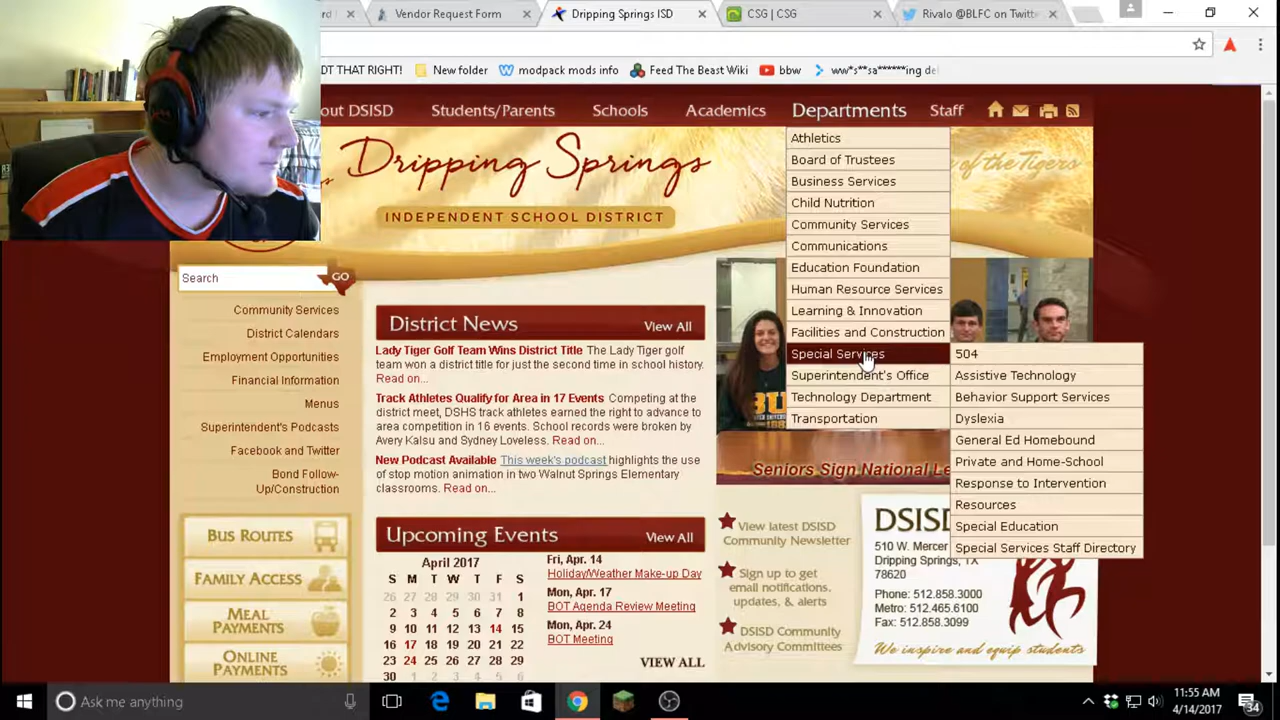 Vendor Request Form
Dripping Springs ISD
CSG | CSG
Rivalo @BLFC on Twitt
DT THAT RIGHT!
New folder
modpack mods info
Feed The Beast Wiki
bbw
ww*s**sa******ing de
out DSISD
Students/Parents
Schools
Academics
Departments
Staff
Dripping Springs
INDEPENDENT SCHOOL DISTRICT
of the Tigers
Athletics
Board of Trustees
Business Services
Child Nutrition
Community Services
Communications
Education Foundation
Human Resource Services
Learning & Innovation
Facilities and Construction
Special Services
Superintendent's Office
Technology Department
Transportation
504
Assistive Technology
Behavior Support Services
Dyslexia
General Ed Homebound
Private and Home-School
Response to Intervention
Resources
Special Education
Special Services Staff Directory
Search
GO
Community Services
District Calendars
Employment Opportunities
Financial Information
Menus
Superintendent's Podcasts
Facebook and Twitter
Bond Follow-
Up/Construction
BUS ROUTES
FAMILY ACCESS
MEAL
PAYMENTS
ONLINE
PAYMENTS
District News
View All
Lady Tiger Golf Team Wins District Title The Lady Tiger golf
team won a district title for just the second time in school history.
Read on...
Track Athletes Qualify for Area in 17 Events Competing at the
district meet, DSHS track athletes earned the right to advance to
area competition in 16 events. School records were broken by
Avery Kalsu and Sydney Loveless. Read on...
New Podcast Available This week's podcast highlights the use
of stop motion animation in two Walnut Springs Elementary
classrooms. Read on...
Upcoming Events
View All
April 2017
S M T W T F S
26 27 28 29 30 31 1
2 3 4 5 6 7 8
9 10 11 12 13 14 15
16 17 18 19 20 21 22
23 24 25 26 27 28 29
30 1 2 3 4 5 6
Fri, Apr. 14
Holiday/Weather Make-up Day
Mon, Apr. 17
BOT Agenda Review Meeting
Mon, Apr. 24
BOT Meeting
VIEW ALL
Seniors Sign National Le
View latest DSISD
Community Newsletter
Sign up to get
email notifications,
updates, & alerts
DSISD Community
Advisory Committees
DSISD
510 W. Mercer
Dripping Springs, TX
78620
Phone: 512.858.3000
Metro: 512.465.6100
Fax: 512.858.3099
We inspire and equip students
Ask me anything
11:55 AM
4/14/2017
34